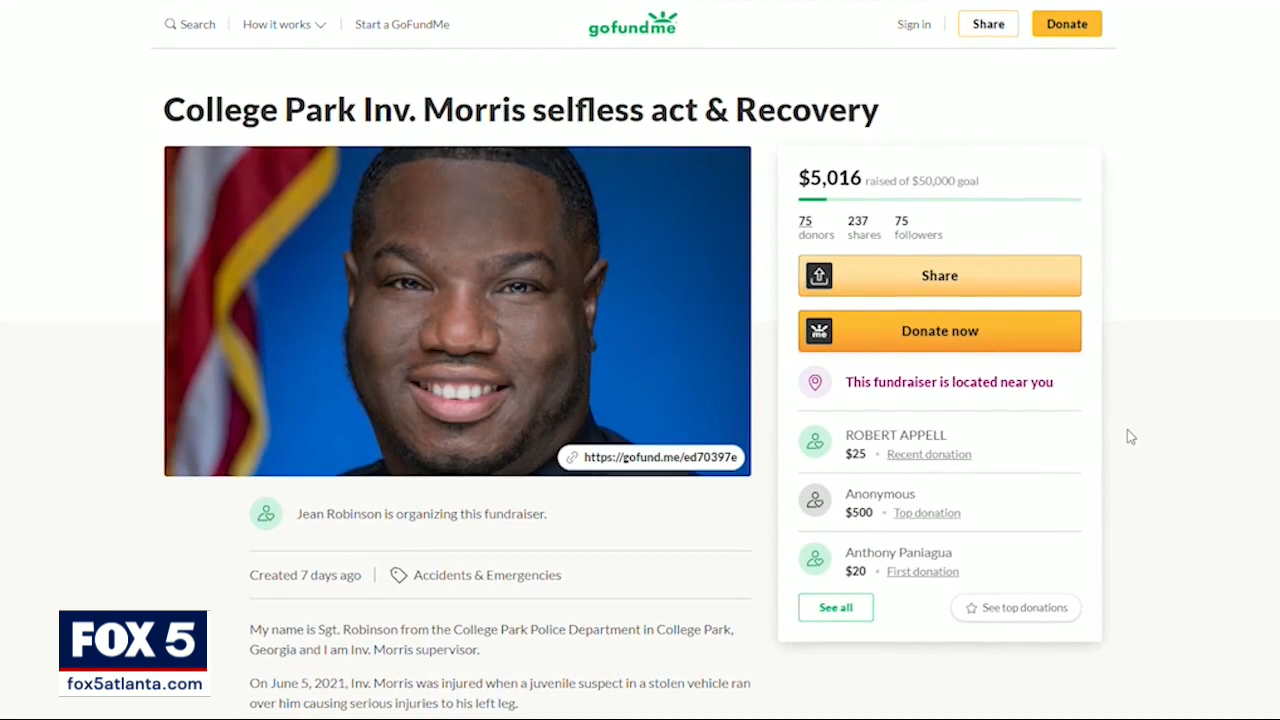 Search
How it works
Start a GoFundMe
gofundme
Sign in
Share
Donate
College Park Inv. Morris selfless act & Recovery
https://gofund.me/ed70397e
$5,016 raised of $50,000 goal
75 donors
237 shares
75 followers
Share
me
Donate now
This fundraiser is located near you
ROBERT APPELL
$25 • Recent donation
Anonymous
$500 • Top donation
Anthony Paniagua
$20 • First donation
See all
See top donations
Jean Robinson is organizing this fundraiser.
Created 7 days ago
Accidents & Emergencies
My name is Sgt. Robinson from the College Park Police Department in College Park,
Georgia and I am Inv. Morris supervisor.
On June 5, 2021, Inv. Morris was injured when a juvenile suspect in a stolen vehicle ran
over him causing serious injuries to his left leg.
FOX 5
fox5atlanta.com